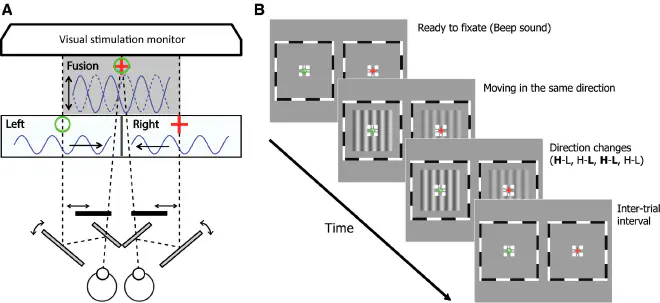 A
Visual stimulation monitor
Fusion
Left
Right
B
Ready to fixate (Beep sound)
Moving in the same direction
Direction changes
(H-L, H-L, H-L, H-L)
Inter-trial
interval
Time